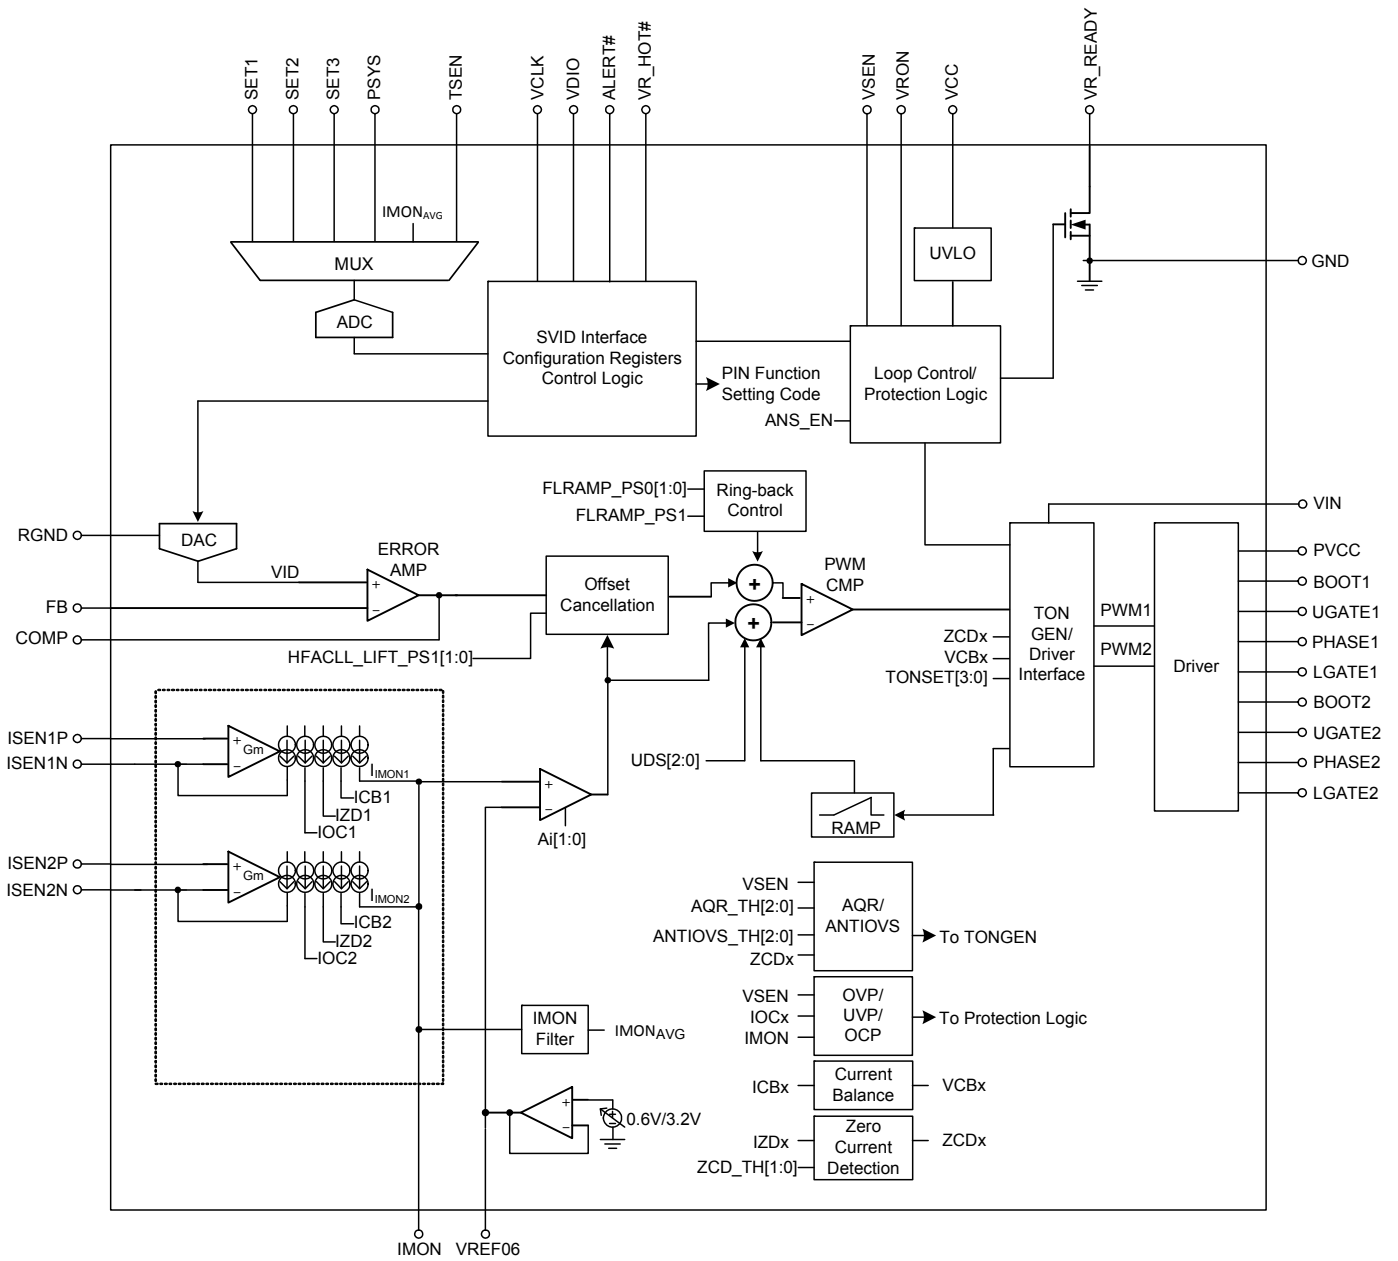 SET1
SET2
SET3
PSYS
TSEN
VCLK
VDIO
ALERT#
VR_HOT#
VSEN
VRON
VCC
VR_READY
IMONAVG
MUX
ADC
UVLO
GND
SVID Interface
Configuration Registers
Control Logic
PIN Function
Setting Code
Loop Control/
Protection Logic
ANS_EN
FLRAMP_PS0[1:0]
FLRAMP_PS1
Ring-back
Control
VIN
RGND
DAC
VID
ERROR
AMP
+
−
FB
COMP
Offset
Cancellation
HFACLL_LIFT_PS1[1:0]
+
+
PWM
CMP
+
−
TON
GEN/
Driver
Interface
ZCDx
VCBx
TONSET[3:0]
PWM1
PWM2
Driver
PVCC
BOOT1
UGATE1
PHASE1
LGATE1
BOOT2
UGATE2
PHASE2
LGATE2
ISEN1P
ISEN1N
+
Gm
−
IIMON1
ICB1
IZD1
IOC1
ISEN2P
ISEN2N
+
Gm
−
IIMON2
ICB2
IZD2
IOC2
+
−
Ai[1:0]
UDS[2:0]
RAMP
VSEN
AQR_TH[2:0]
ANTIOVS_TH[2:0]
ZCDx
AQR/
ANTIOVS
To TONGEN
VSEN
IOCx
IMON
OVP/
UVP/
OCP
To Protection Logic
IMON
Filter
IMONAVG
ICBx
Current
Balance
VCBx
+
−
0.6V/3.2V
IZDx
ZCD_TH[1:0]
Zero
Current
Detection
ZCDx
IMON
VREF06